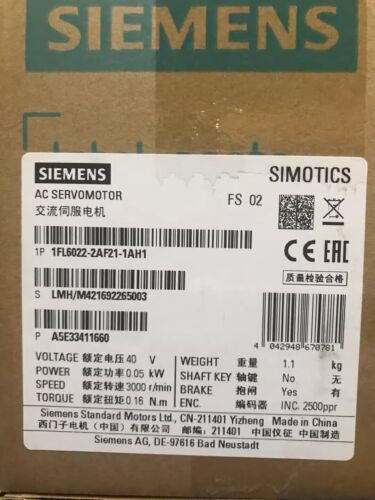 SIEMENS
SIEMENS
SIMOTICS
AC SERVOMOTOR
FS 02
交流伺服电机
1P 1FL6022-2AF21-1AH1
CE EAC
质量检验合格
S LMH/M421692265003
P A5E33411660
4 042948 670781
VOLTAGE 额定电压 40 V
WEIGHT 重量 1.1 kg
POWER 额定功率 0.05 kW
SHAFT KEY 轴键 No 无
SPEED 额定转速 3000 r/min
BRAKE 抱闸 Yes 有
TORQUE 额定扭矩 0.16 N.m
ENC. 编码器 INC. 2500ppr
Siemens Standard Motors Ltd., CN-211401 Yizheng Made in China
西门子电机（中国）有限公司 邮编: 211401 中国仪征 中国制造
Siemens AG, DE-97616 Bad Neustadt